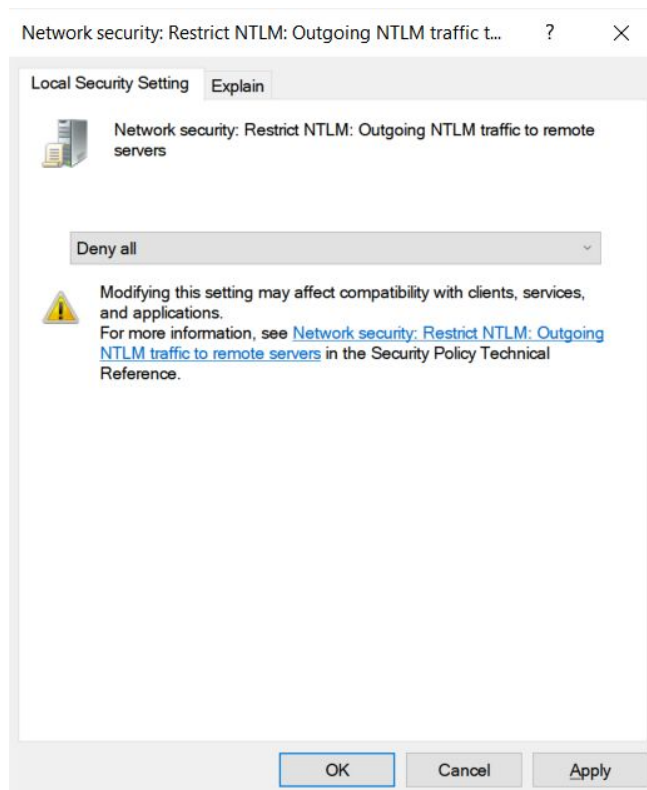 Network security: Restrict NTLM: Outgoing NTLM traffic t... ?
Local Security Setting Explain
Network security: Restrict NTLM: Outgoing NTLM traffic to remote
servers
Deny all
Modifying this setting may affect compatibility with clients, services,
and applications.
For more information, see Network security: Restrict NTLM: Outgoing
NTLM traffic to remote servers in the Security Policy Technical
Reference.
OK Cancel Apply